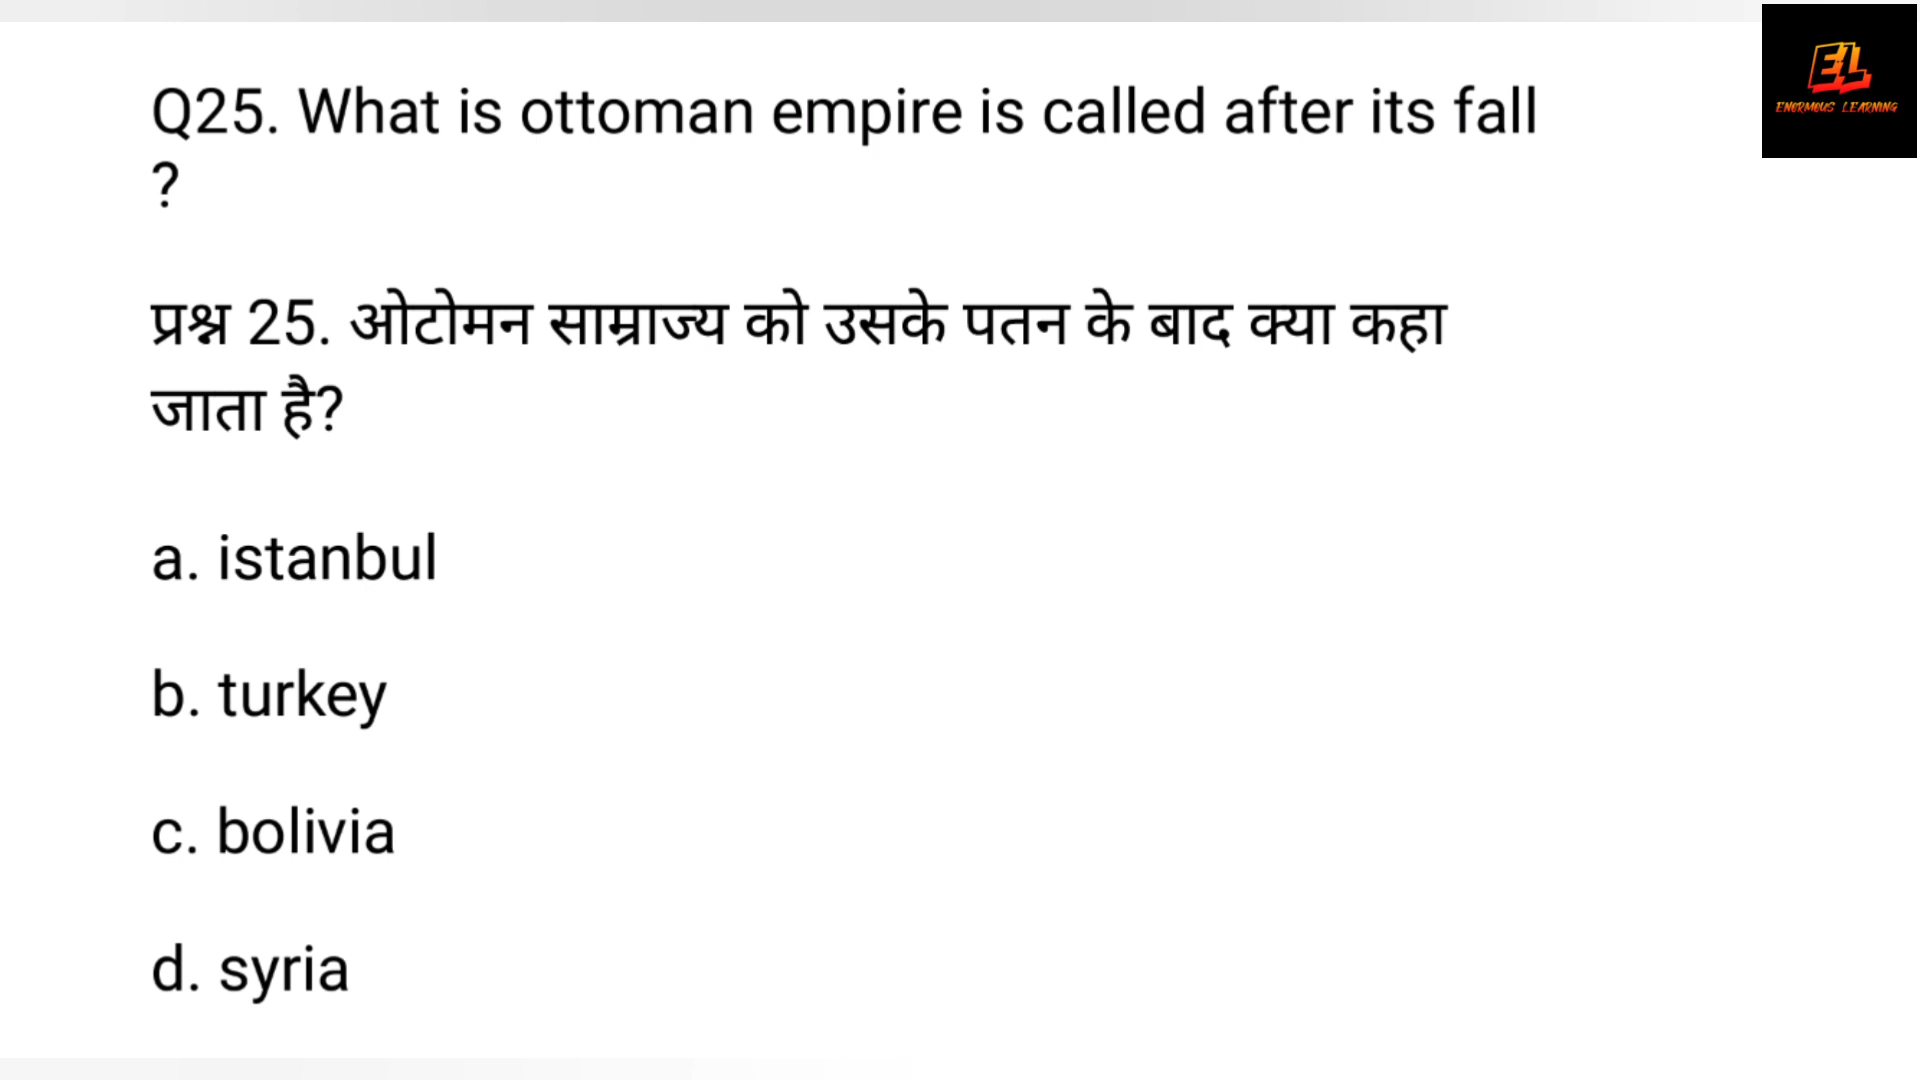 EL
ENORMOUS LEARNING
Q25. What is ottoman empire is called after its fall
?
प्रश्न 25. ओटोमन साम्राज्य को उसके पतन के बाद क्या कहा
जाता है?
a. istanbul
b. turkey
c. bolivia
d. syria